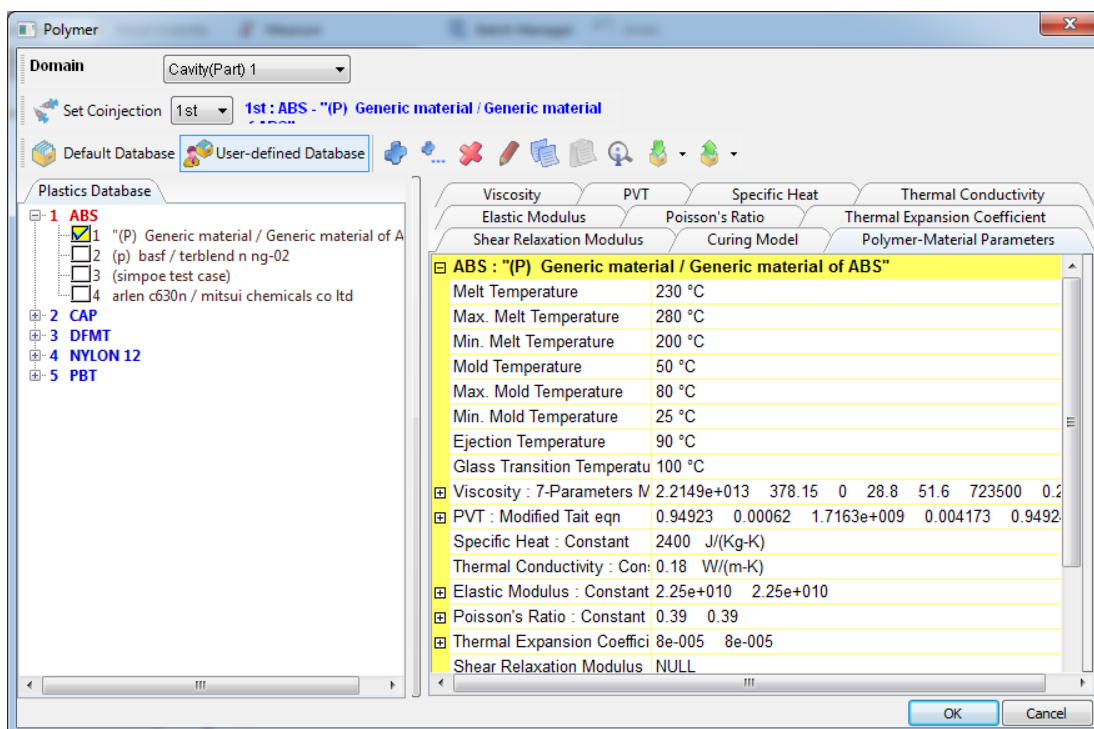 Polymer
Domain
Cavity(Part) 1
Set Coinjection 1st 1st : ABS - "(P) Generic material / Generic material
Default Database User-defined Database
Plastics Database
1 ABS
1 "(P) Generic material / Generic material of A
2 (p) basf / terblend n ng-02
3 (simpoe test case)
4 arlen c630n / mitsui chemicals co ltd
2 CAP
3 DFMT
4 NYLON 12
5 PBT
Viscosity PVT Specific Heat Thermal Conductivity
Elastic Modulus Poisson's Ratio Thermal Expansion Coefficient
Shear Relaxation Modulus Curing Model Polymer-Material Parameters
ABS : "(P) Generic material / Generic material of ABS"
Melt Temperature 230 °C
Max. Melt Temperature 280 °C
Min. Melt Temperature 200 °C
Mold Temperature 50 °C
Max. Mold Temperature 80 °C
Min. Mold Temperature 25 °C
Ejection Temperature 90 °C
Glass Transition Temperatu 100 °C
Viscosity : 7-Parameters M 2.2149e+013 378.15 0 28.8 51.6 723500 0.2
PVT : Modified Tait eqn 0.94923 0.00062 1.7163e+009 0.004173 0.94924
Specific Heat : Constant 2400 J/(Kg-K)
Thermal Conductivity : Con: 0.18 W/(m-K)
Elastic Modulus : Constant 2.25e+010 2.25e+010
Poisson's Ratio : Constant 0.39 0.39
Thermal Expansion Coeffici 8e-005 8e-005
Shear Relaxation Modulus NULL
OK Cancel